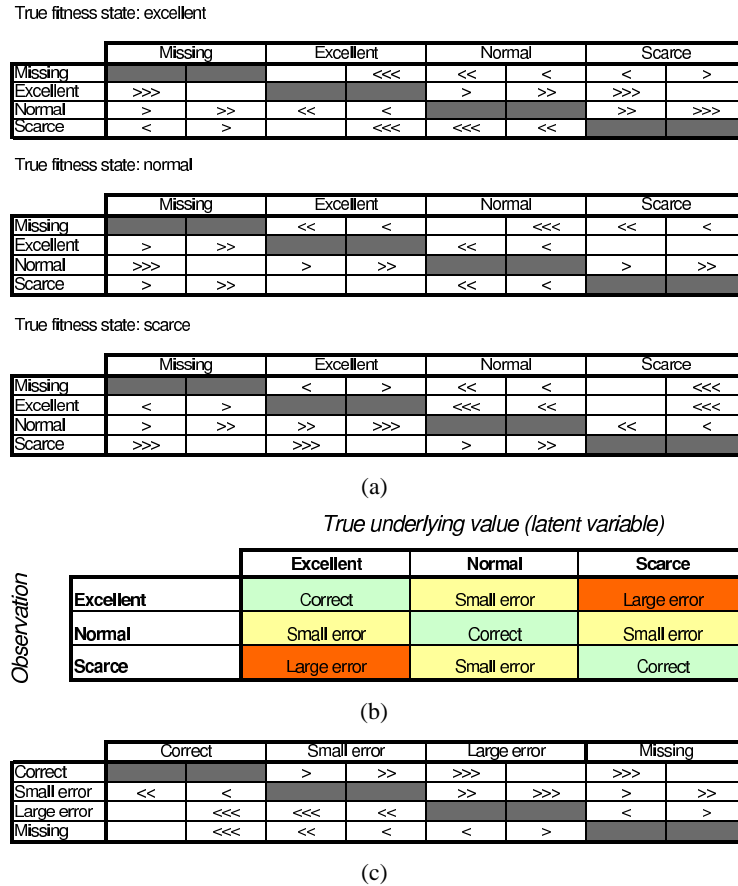 True fitness state: excellent
Missing Excellent Normal Scarce
Missing <<< << < < >
Excellent >>> > >> >>>
Normal > >> << < >> >>>
Scarce < > <<< <<< <<
True fitness state: normal
Missing Excellent Normal Scarce
Missing << < <<< << <
Excellent > >> << <
Normal >>> > >> > >>
Scarce > >> << <
True fitness state: scarce
Missing Excellent Normal Scarce
Missing < > << < <<<
Excellent < > <<< << <<<
Normal > >> >> >>> << <
Scarce >>> >>> > >>
(a)
True underlying value (latent variable)
Observation
Excellent Normal Scarce
Excellent Correct Small error Large error
Normal Small error Correct Small error
Scarce Large error Small error Correct
(b)
Correct Small error Large error Missing
Correct > >> >>> >>>
Small error << < >> >>> > >>
Large error <<< <<< << < >
Missing <<< << < < >
(c)